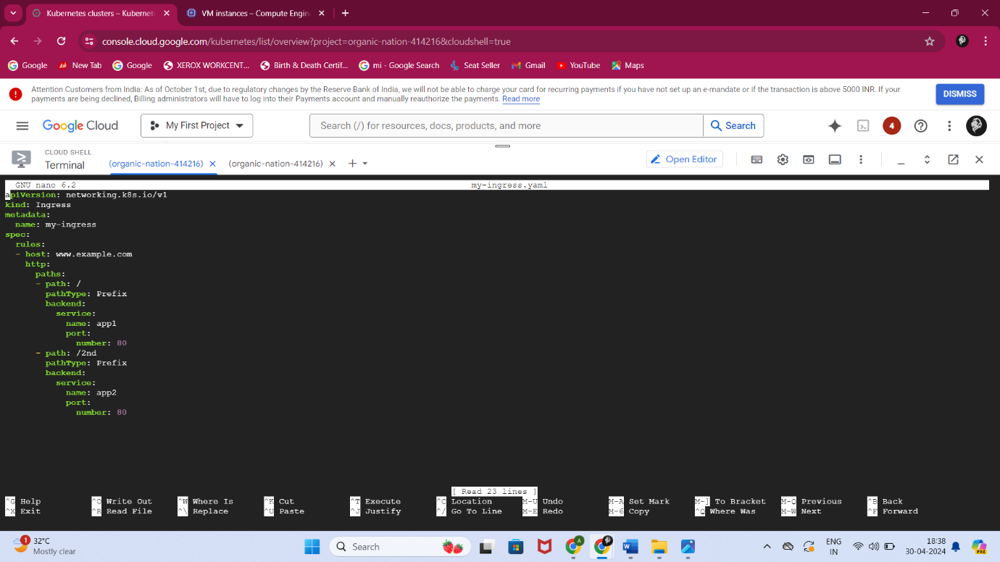 Kubernetes clusters – Kubernet
VM instances – Compute Engin
console.cloud.google.com/kubernetes/list/overview?project=organic-nation-414216&cloudshell=true
Google
New Tab
Google
XEROX WORKCENT...
Birth & Death Certif...
mi - Google Search
Seat Seller
Gmail
YouTube
Maps
Attention Customers from India: As of October 1st, due to regulatory changes by the Reserve Bank of India, we will not be able to charge your card for recurring payments if you have not set up an e-mandate or if the transaction is above 5000 INR. If your
payments are being declined, Billing administrators will have to log into their Payments account and manually reauthorize the payments. Read more
DISMISS
Google Cloud
My First Project
Search (/) for resources, docs, products, and more
Search
4
CLOUD SHELL
Terminal
(organic-nation-414216)
(organic-nation-414216)
Open Editor
GNU nano 6.2
my-ingress.yaml
apiVersion: networking.k8s.io/v1
kind: Ingress
metadata:
  name: my-ingress
spec:
  rules:
  - host: www.example.com
    http:
      paths:
      - path: /
        pathType: Prefix
        backend:
          service:
            name: app1
            port:
              number: 80
      - path: /2nd
        pathType: Prefix
        backend:
          service:
            name: app2
            port:
              number: 80
[ Read 23 lines ]
^G Help ^O Write Out ^W Where Is ^K Cut ^T Execute ^C Location M-U Undo M-A Set Mark M-] To Bracket M-Q Previous ^B Back
^X Exit ^R Read File ^\ Replace ^U Paste ^J Justify ^/ Go To Line M-E Redo M-6 Copy ^Q Where Was M-W Next ^F Forward
1
32°C
Mostly clear
Search
A
W
ENG
IN
18:38
30-04-2024
PRE